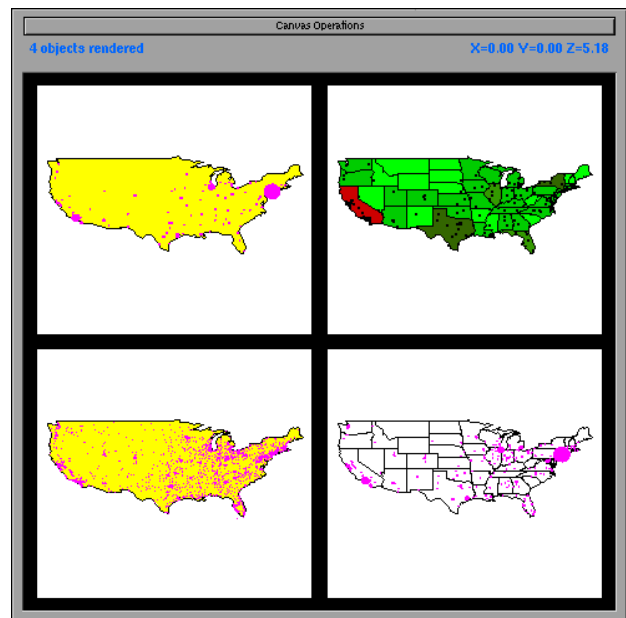 Canvas Operations
4 objects rendered
X=0.00 Y=0.00 Z=5.18